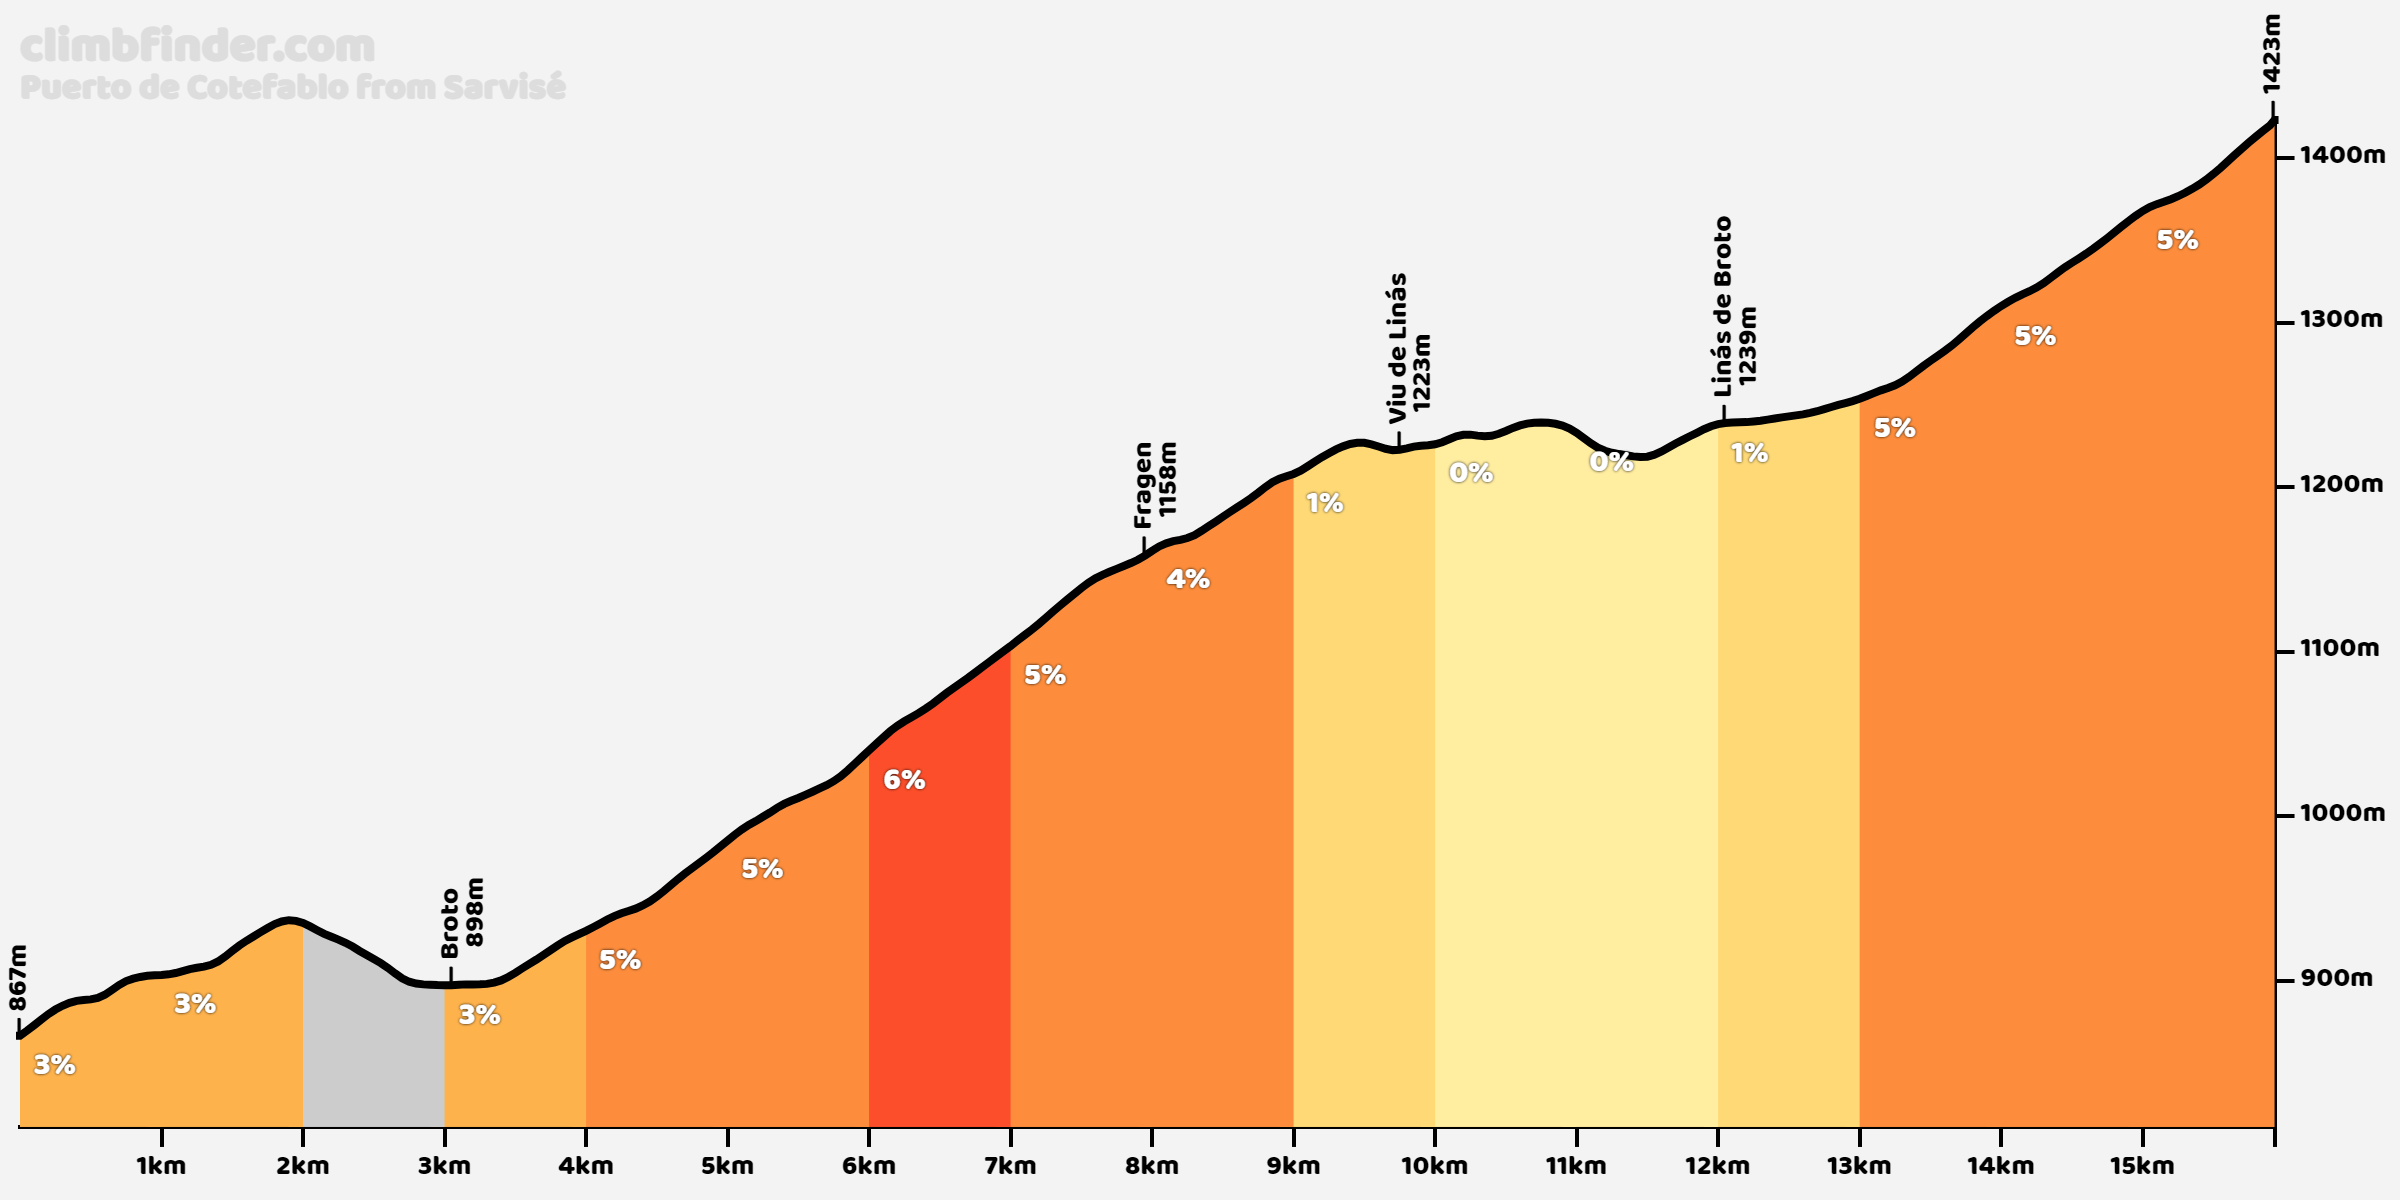 climbfinder.com
Puerto de Cotefablo from Sarvisé
867m
3%
3%
Broto
898m
3%
5%
5%
6%
5%
Fragen
1158m
4%
1%
Viu de Linás
1223m
0%
0%
Linás de Broto
1239m
1%
5%
5%
5%
1423m
1400m
1300m
1200m
1100m
1000m
900m
1km
2km
3km
4km
5km
6km
7km
8km
9km
10km
11km
12km
13km
14km
15km